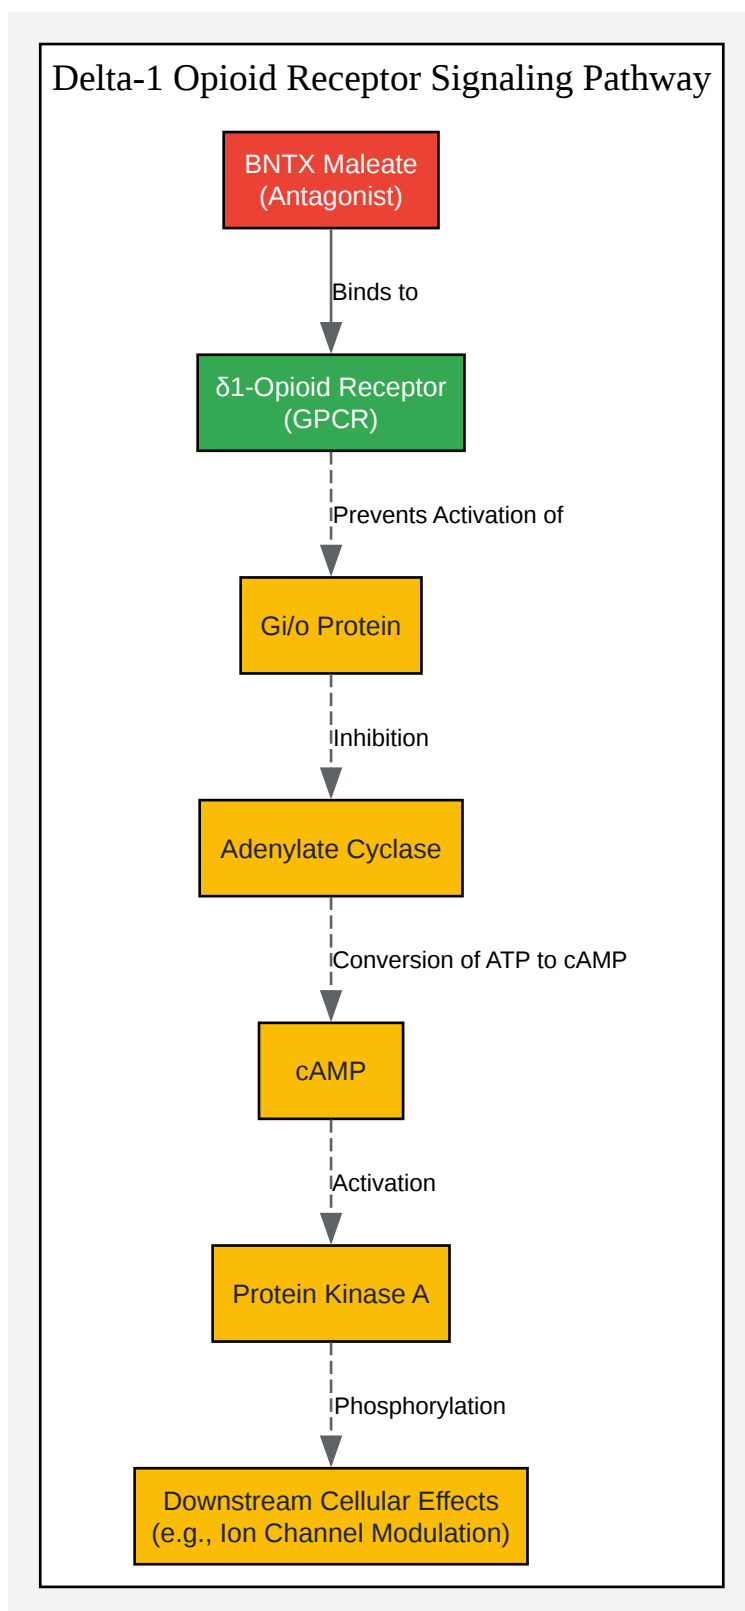 Delta-1 Opioid Receptor Signaling Pathway
BNTX Maleate
(Antagonist)
Binds to
δ1-Opioid Receptor
(GPCR)
Prevents Activation of
Gi/o Protein
Inhibition
Adenylate Cyclase
Conversion of ATP to cAMP
cAMP
Activation
Protein Kinase A
Phosphorylation
Downstream Cellular Effects
(e.g., Ion Channel Modulation)